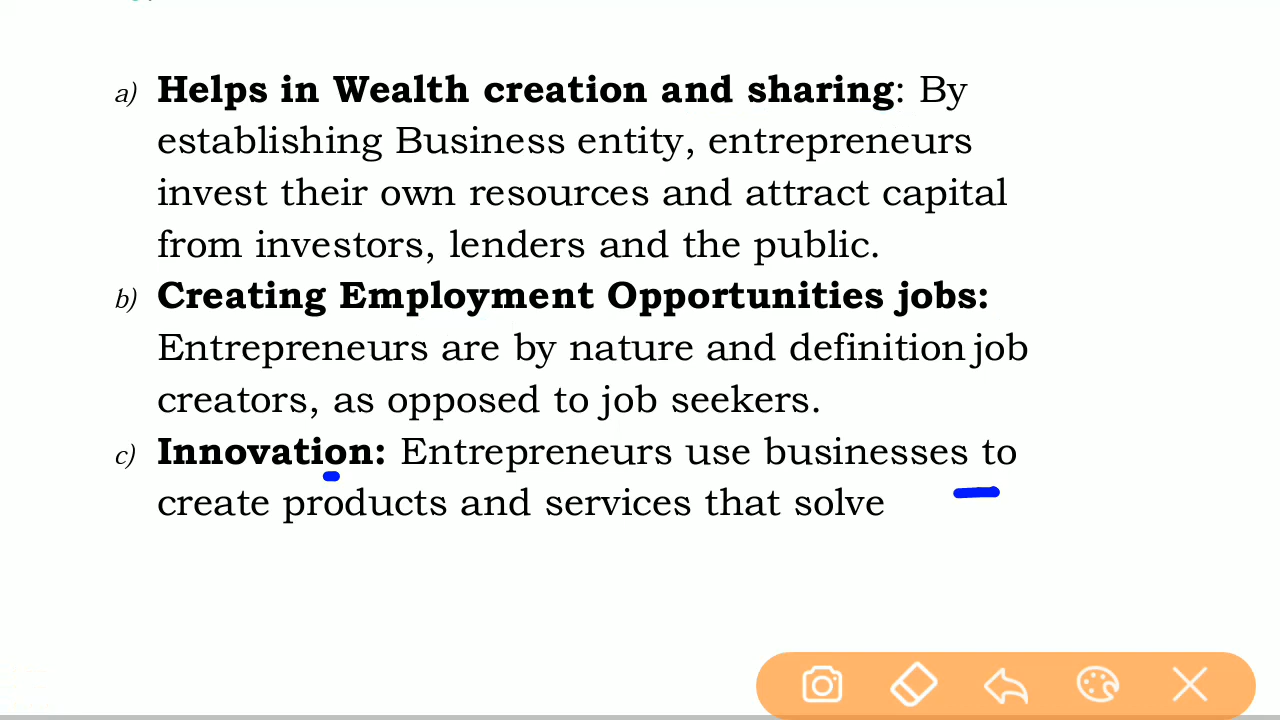 a) Helps in Wealth creation and sharing: By
establishing Business entity, entrepreneurs
invest their own resources and attract capital
from investors, lenders and the public.
b) Creating Employment Opportunities jobs:
Entrepreneurs are by nature and definition job
creators, as opposed to job seekers.
c) Innovation: Entrepreneurs use businesses to
create products and services that solve